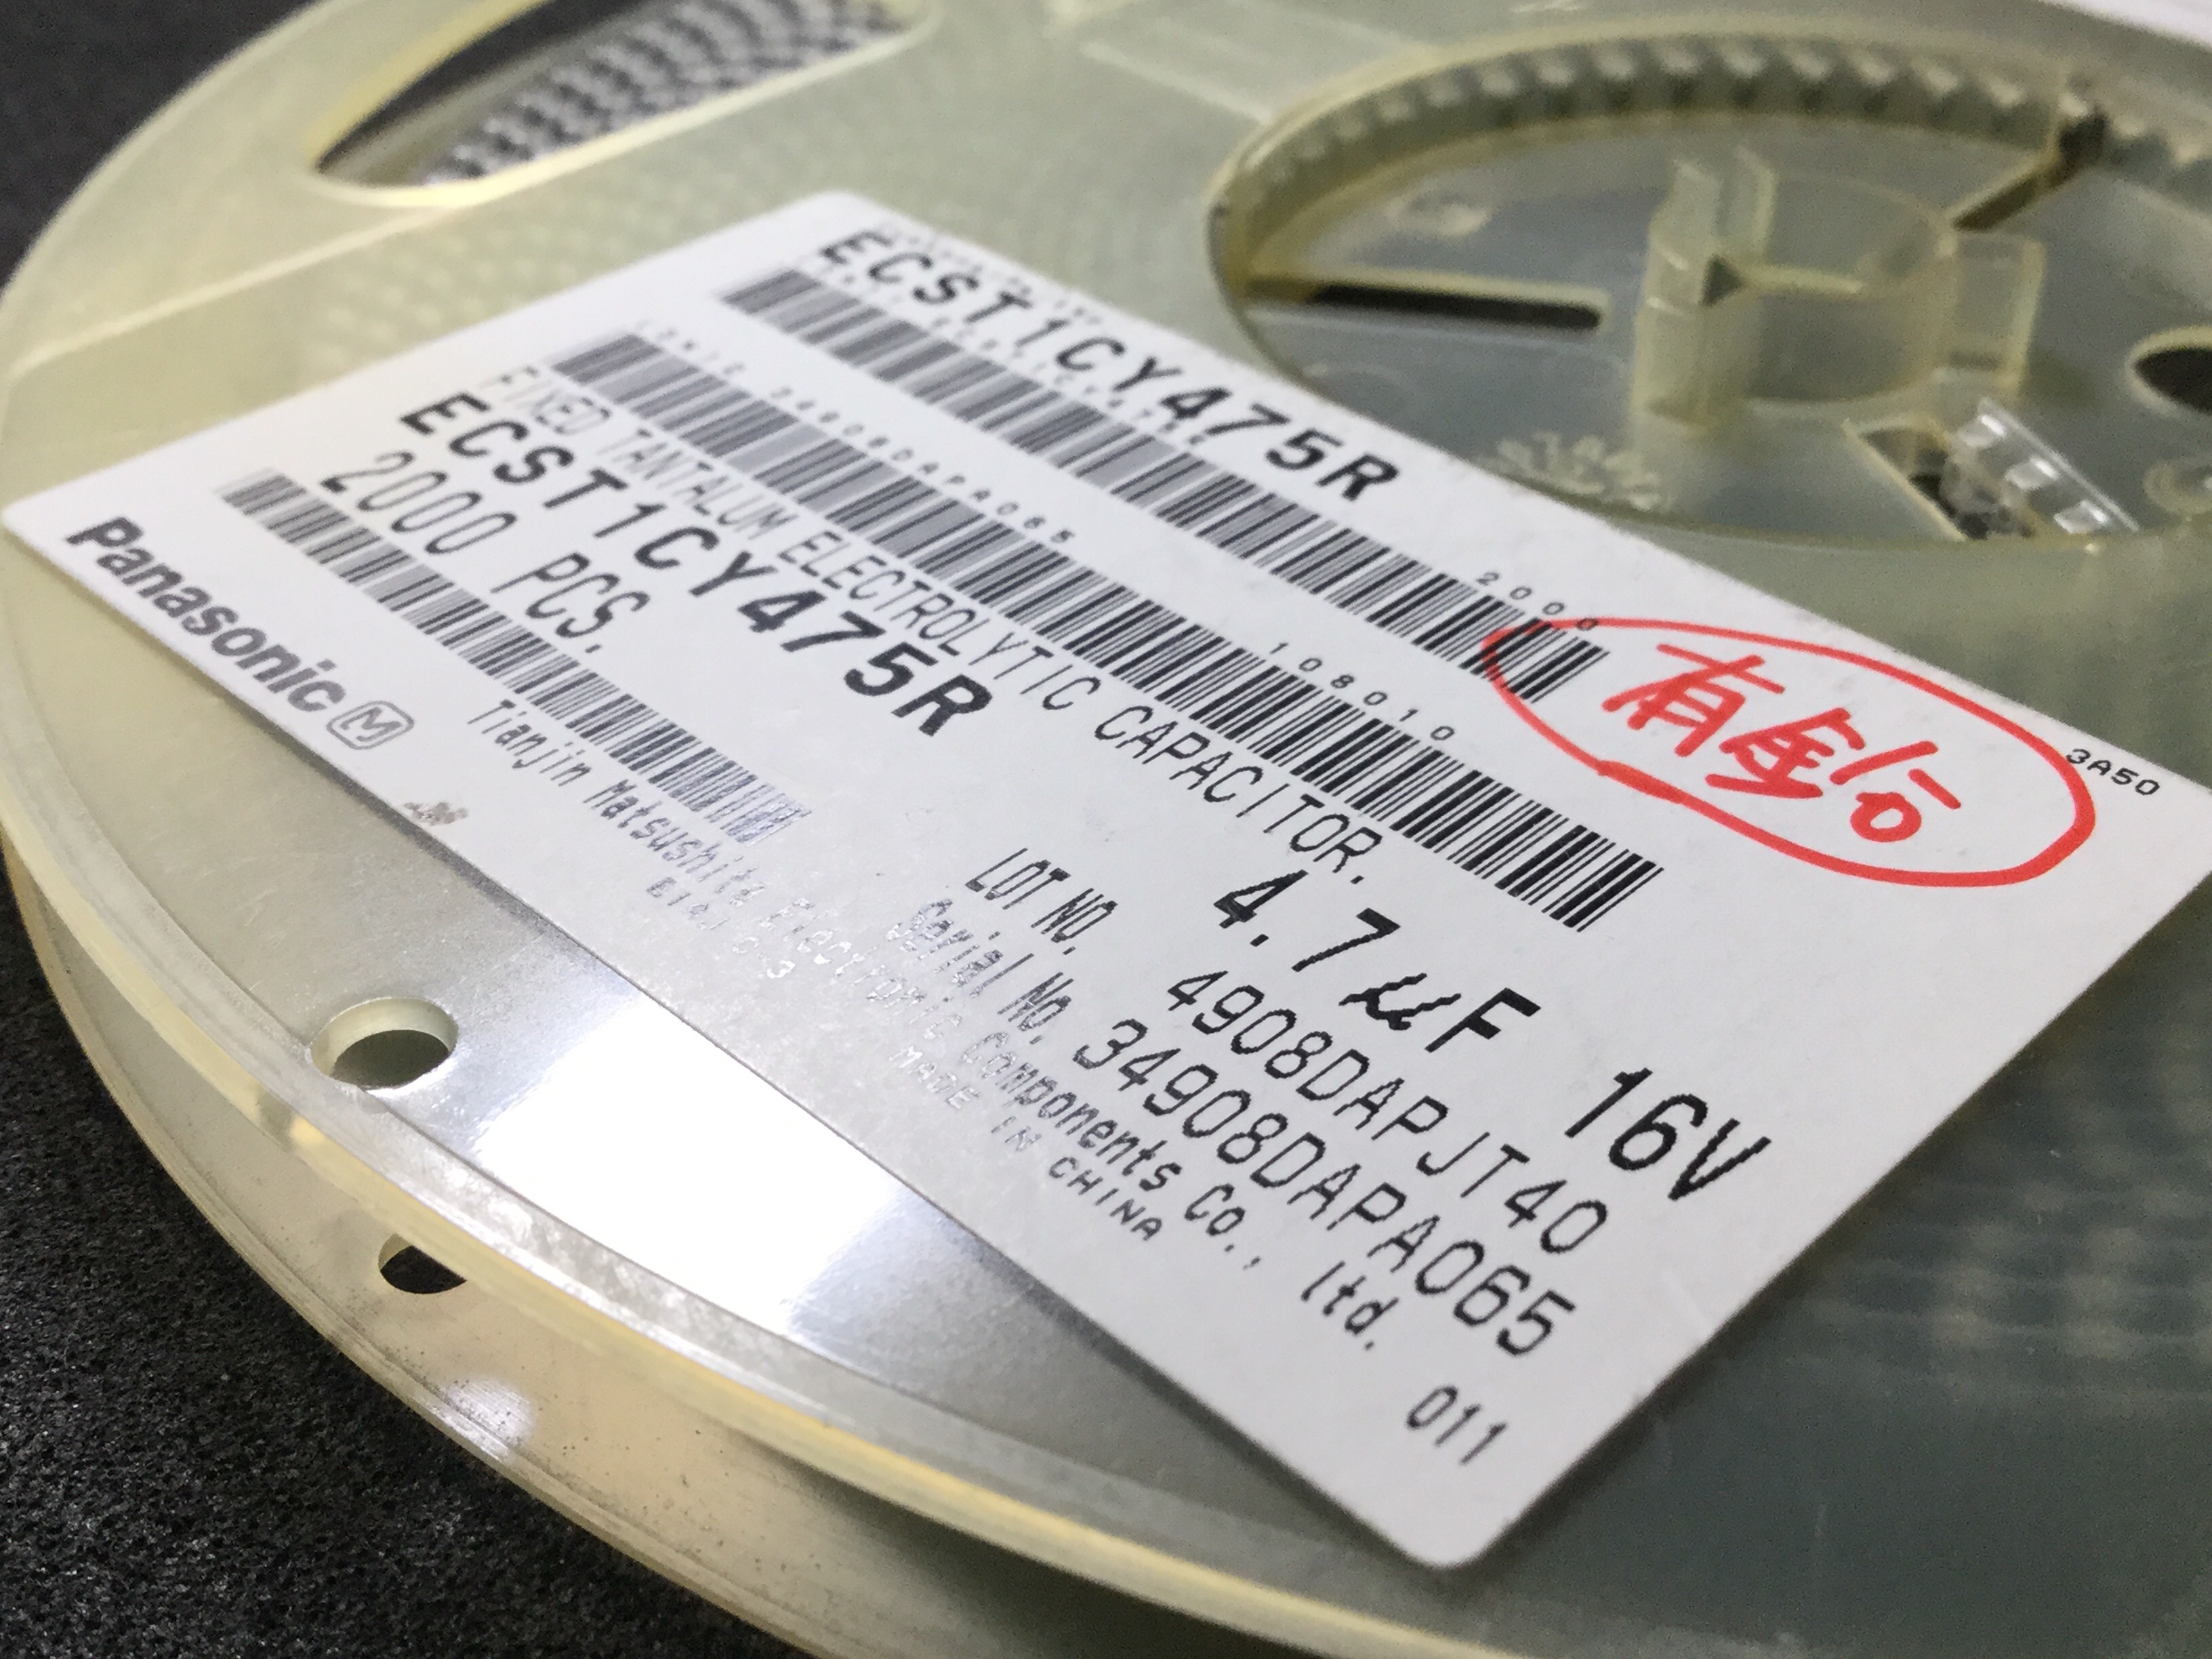 ECST1CY475R
2000
有鉛
3A50
108010
FIXED TANTALUM ELECTROLYTIC CAPACITOR.
ECST1CY475R
4.7μF 16V
2000 PCS.
LOT NO. 4908DAPJT40
Serial No. 34908DAPA065
Panasonic M
Tianjin Matsushita Electronic Components Co., ltd.
MADE IN CHINA
011